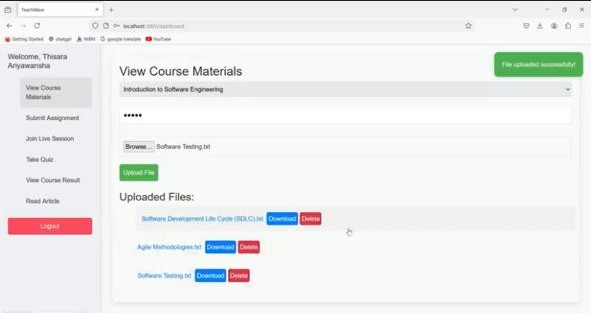 TeachWave
localhost:3000/dashboard
Getting Started chatgpt NIBM google translate YouTube
Welcome, Thisara
Ariyawansha
View Course
Materials
Submit Assignment
Join Live Session
Take Quiz
View Course Result
Read Article
Logout
File uploaded successfully!
View Course Materials
Introduction to Software Engineering
•••••
Browse... Software Testing.txt
Upload File
Uploaded Files:
Software Development Life Cycle (SDLC).txt Download Delete
Agile Methodologies.txt Download Delete
Software Testing.txt Download Delete